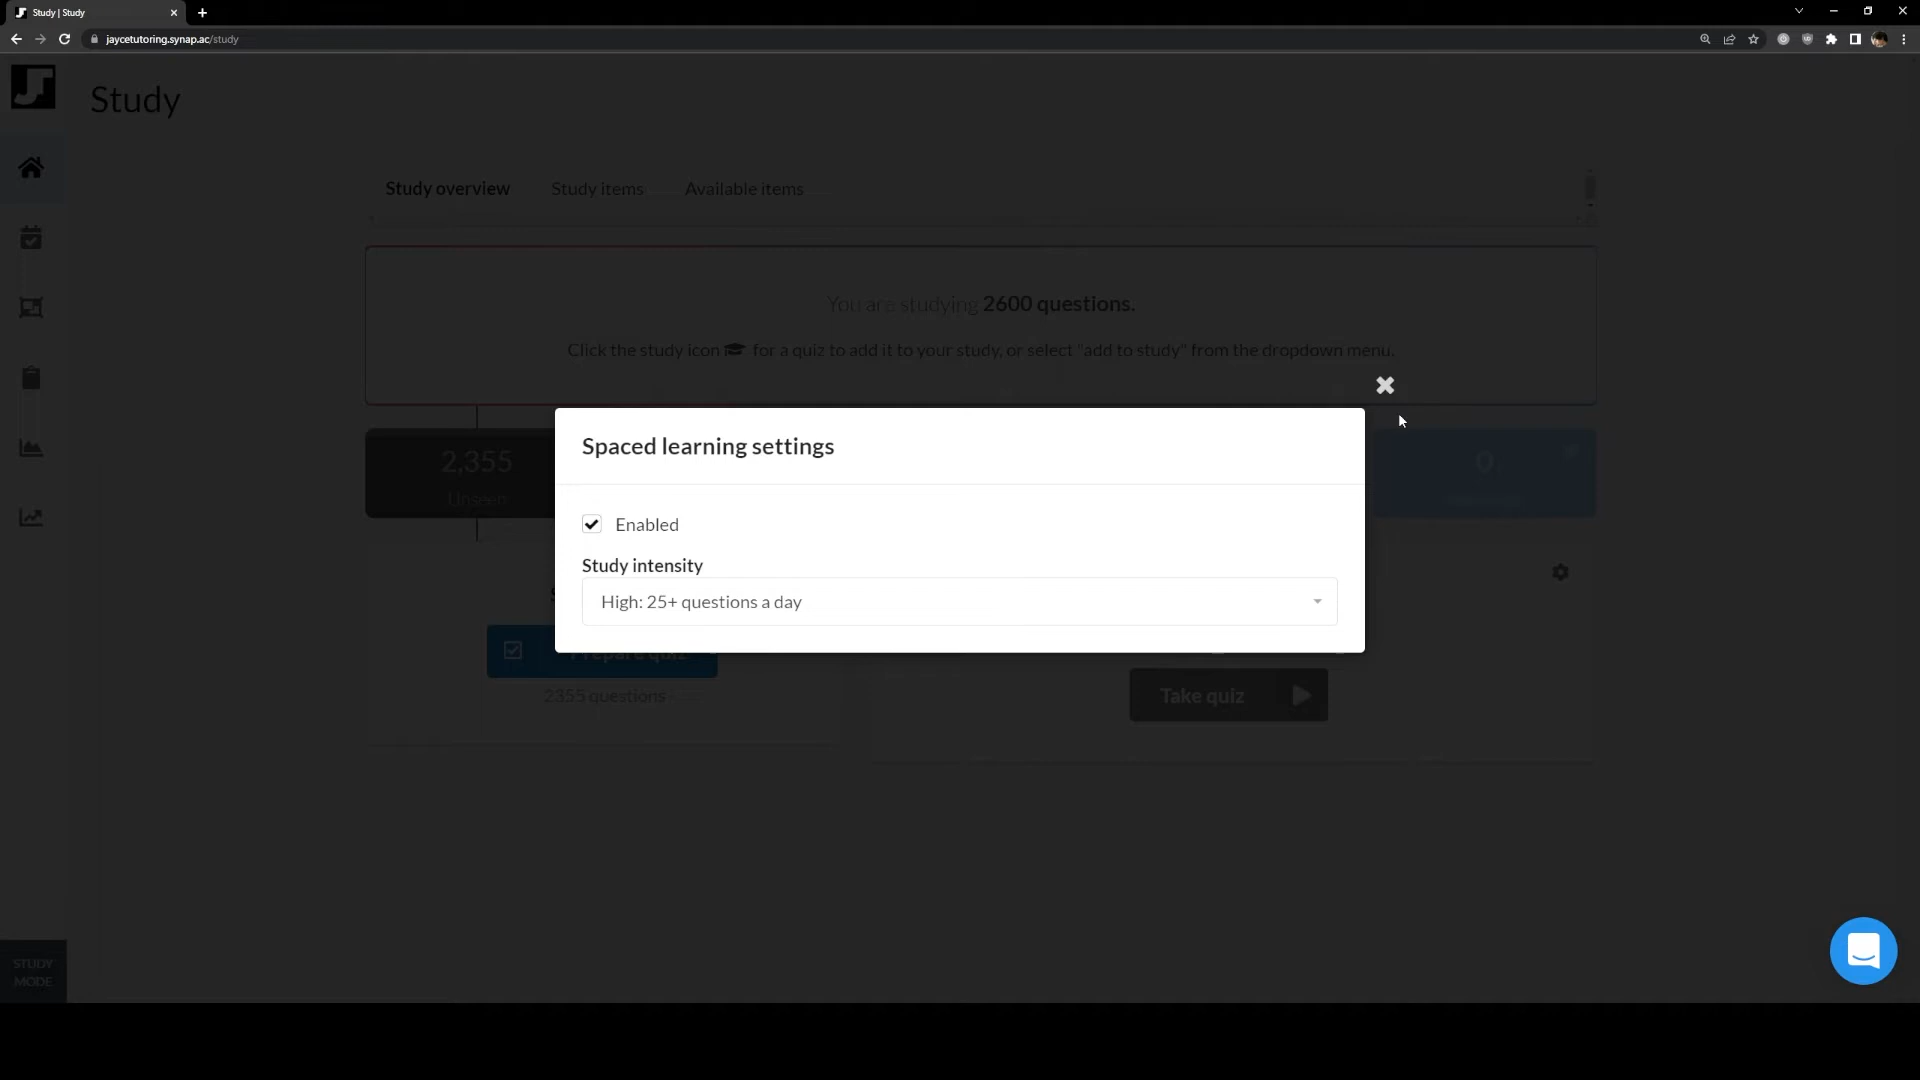 Study | Study
jaycetutoring.synap.ac/study
Study
Study overview
Study items
Available items
You are studying 2600 questions.
Click the study icon for a quiz to add it to your study, or select "add to study" from the dropdown menu.
Spaced learning settings
2,355
Unseen
0
Enabled
Study intensity
High: 25+ questions a day
Prepare quiz
2355 questions
Take quiz
STUDY
MODE